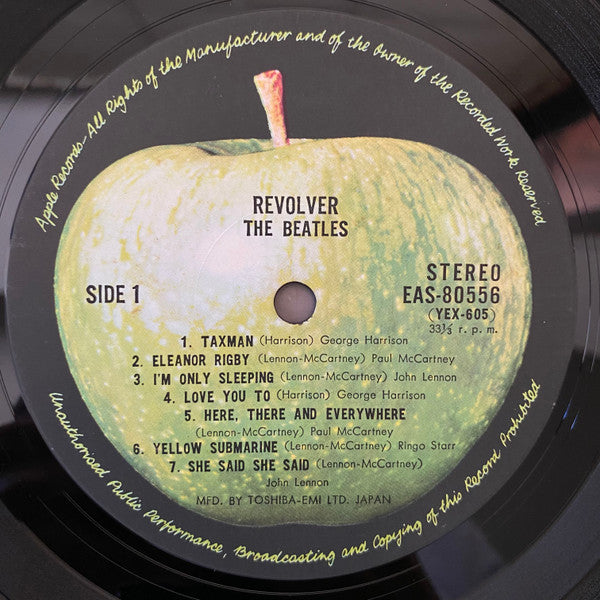 Apple Records-All Rights of the Manufacturer and of the Owner of the Recorded Work Reserved
REVOLVER
THE BEATLES
SIDE 1
STEREO
EAS-80556
(YEX-605)
33⅓ r. p. m.
1. TAXMAN (Harrison) George Harrison
2. ELEANOR RIGBY (Lennon-McCartney) Paul McCartney
3. I'M ONLY SLEEPING (Lennon-McCartney) John Lennon
4. LOVE YOU TO (Harrison) George Harrison
5. HERE, THERE AND EVERYWHERE
(Lennon-McCartney) Paul McCartney
6. YELLOW SUBMARINE (Lennon-McCartney) Ringo Starr
7. SHE SAID SHE SAID (Lennon-McCartney)
John Lennon
MFD. BY TOSHIBA-EMI LTD. JAPAN
Unauthorised Public Performance, Broadcasting and Copying of this Record Prohibited